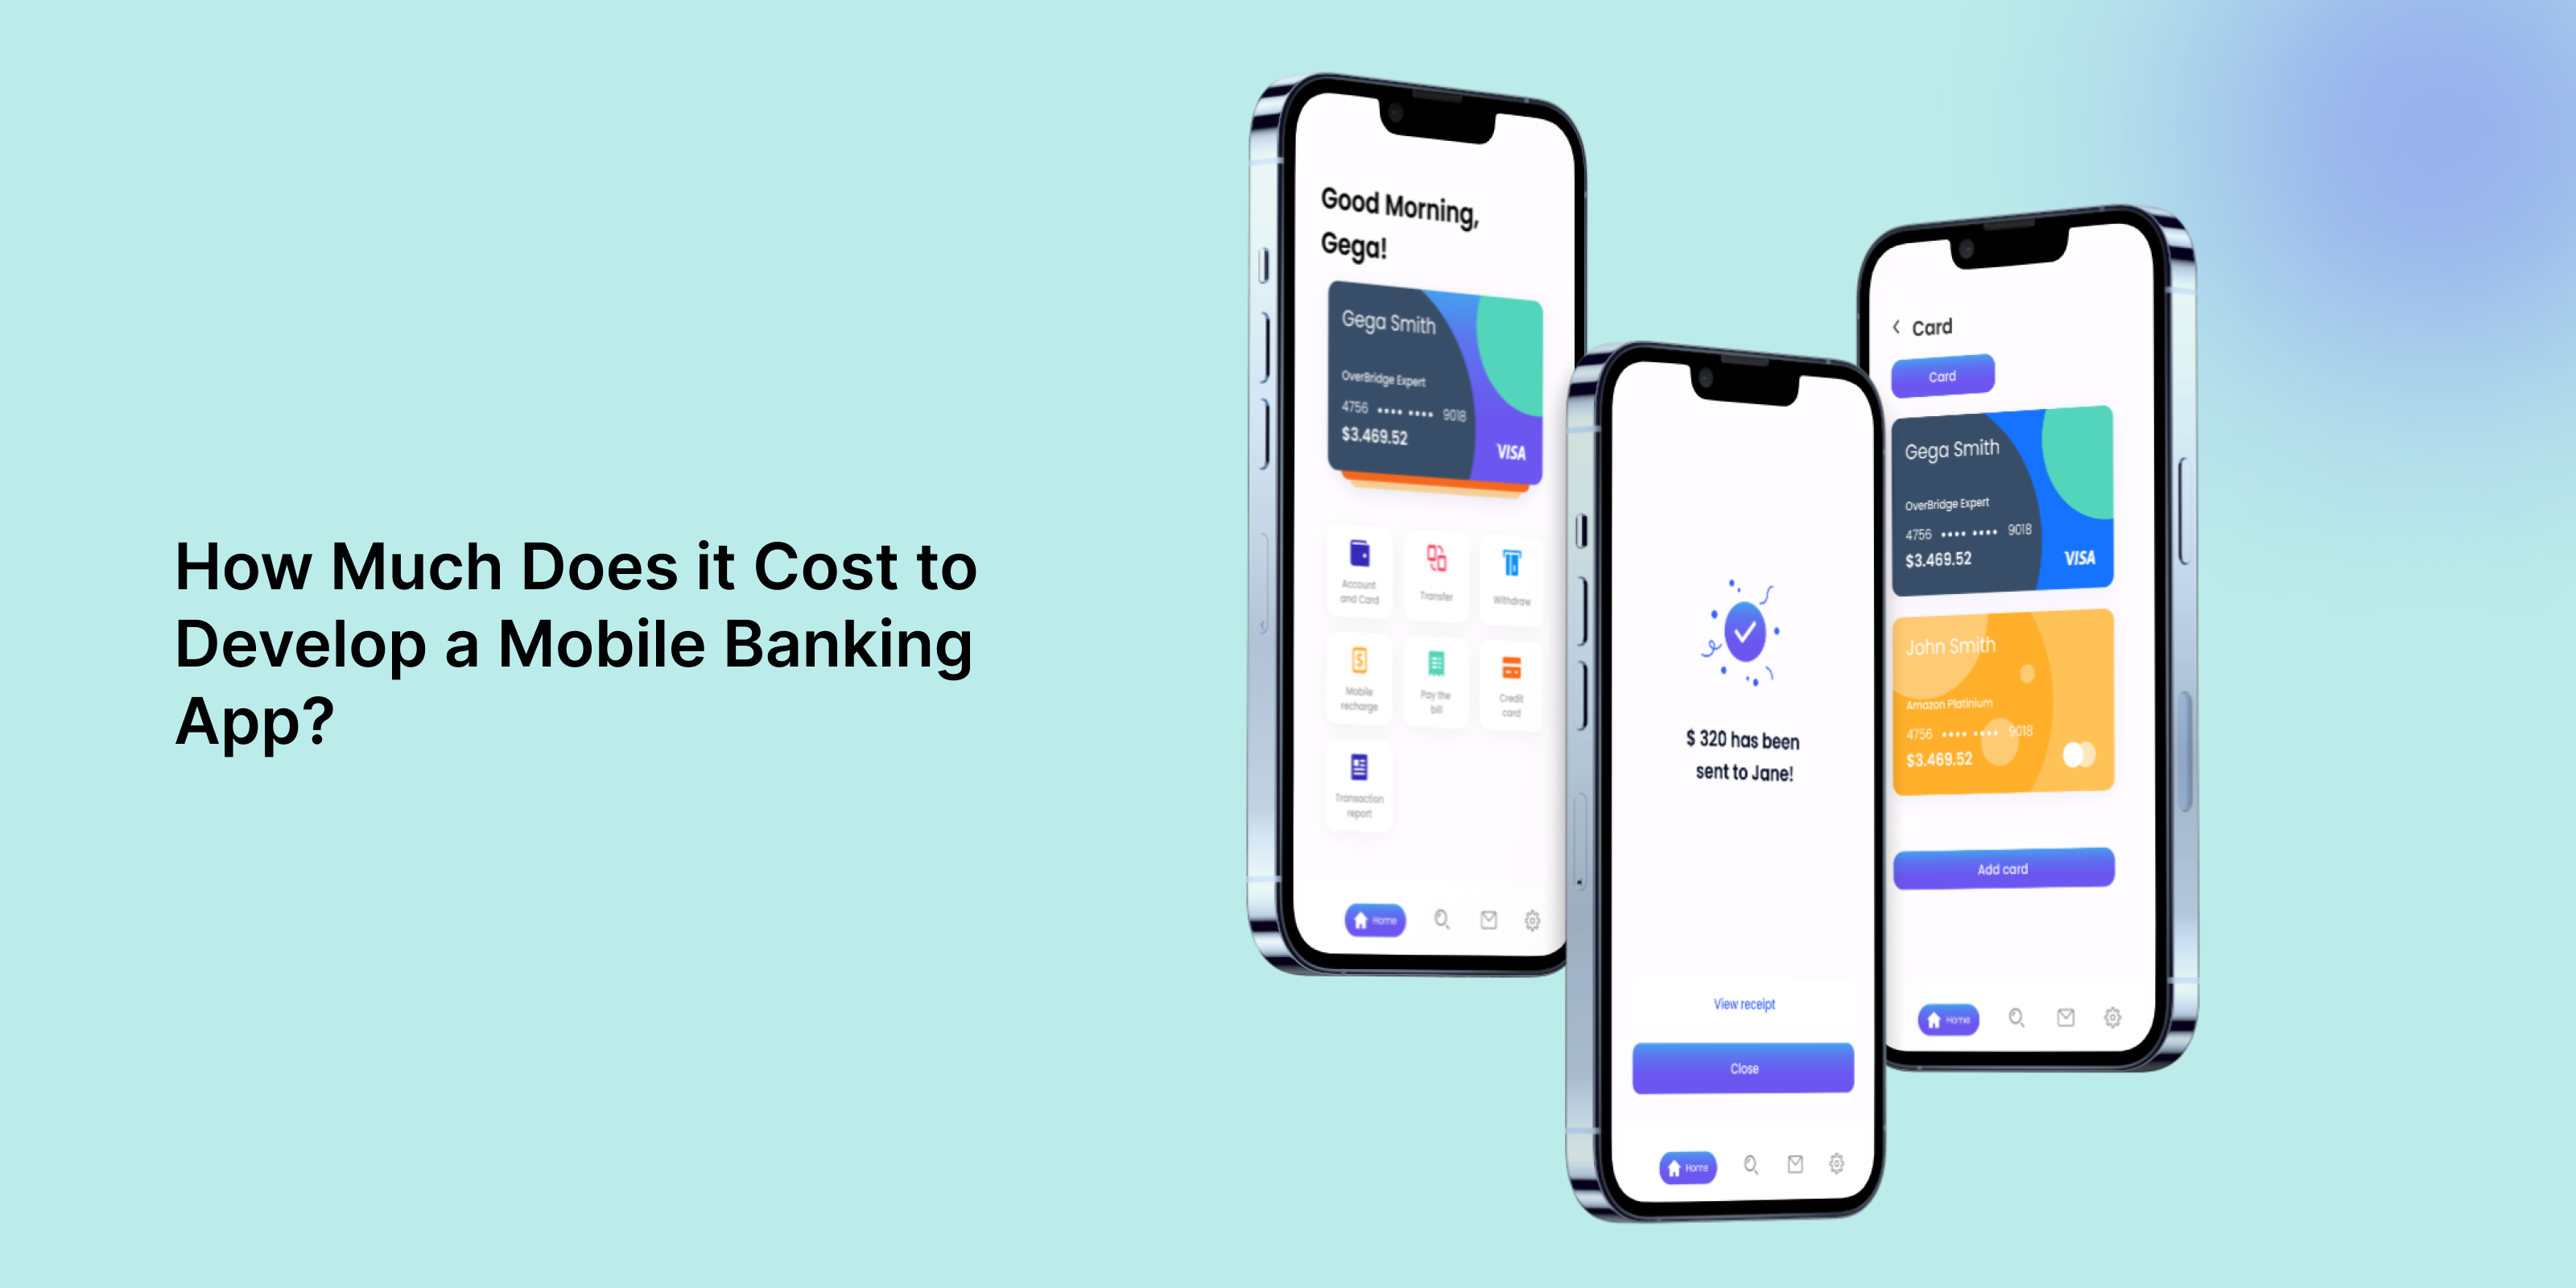 How Much Does it Cost to
Develop a Mobile Banking
App?
Good Morning,
Gega!
Gega Smith
OverBridge Expert
4756 •••• •••• 9018
$3.469.52
VISA
Account
and Card
Transfer
Withdraw
Mobile
recharge
Pay the
bill
Credit
card
Transaction
report
Home
$ 320 has been
sent to Jane!
View receipt
Close
Home
Card
Card
Gega Smith
OverBridge Expert
4756 •••• •••• 9018
$3.469.52
VISA
John Smith
Amazon Platinium
4756 •••• •••• 9018
$3.469.52
Add card
Home